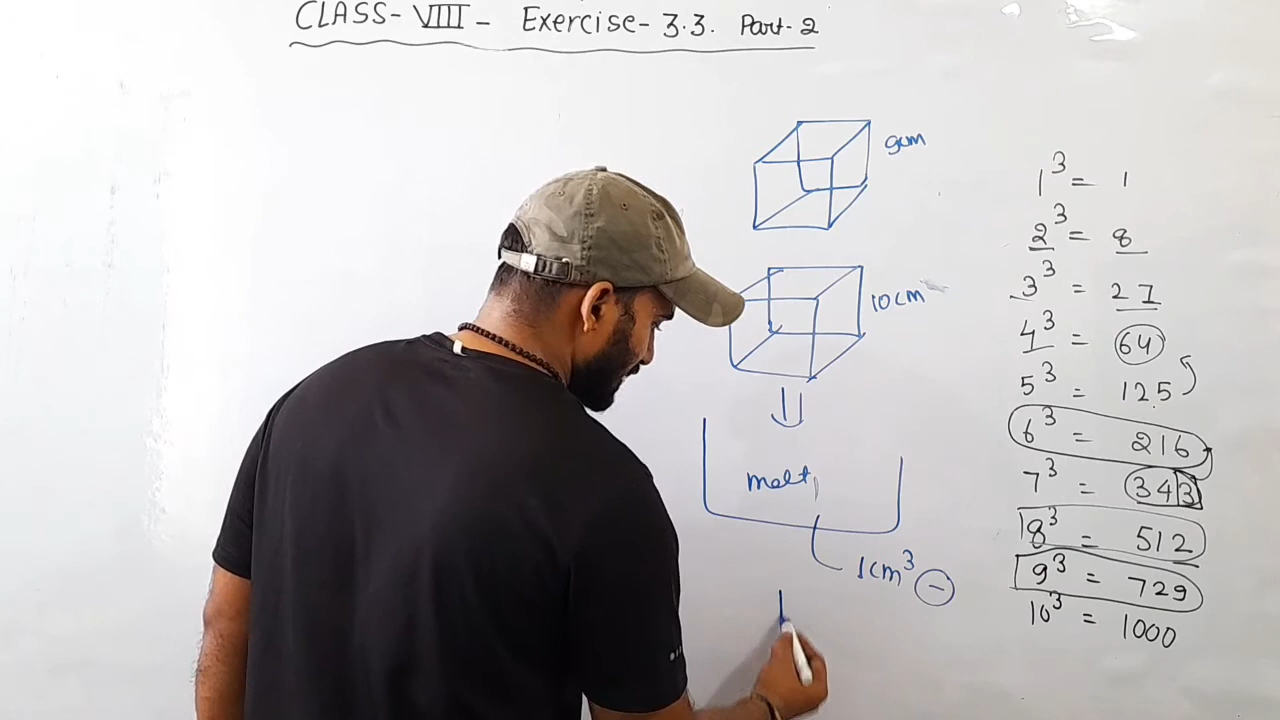 CLASS- VIII - Exercise- 3.3. Part-2
9cm
10cm
melt
1cm³ -
1³ = 1
2³ = 8
3³ = 27
4³ = 64
5³ = 125
6³ = 216
7³ = 343
8³ = 512
9³ = 729
10³ = 1000